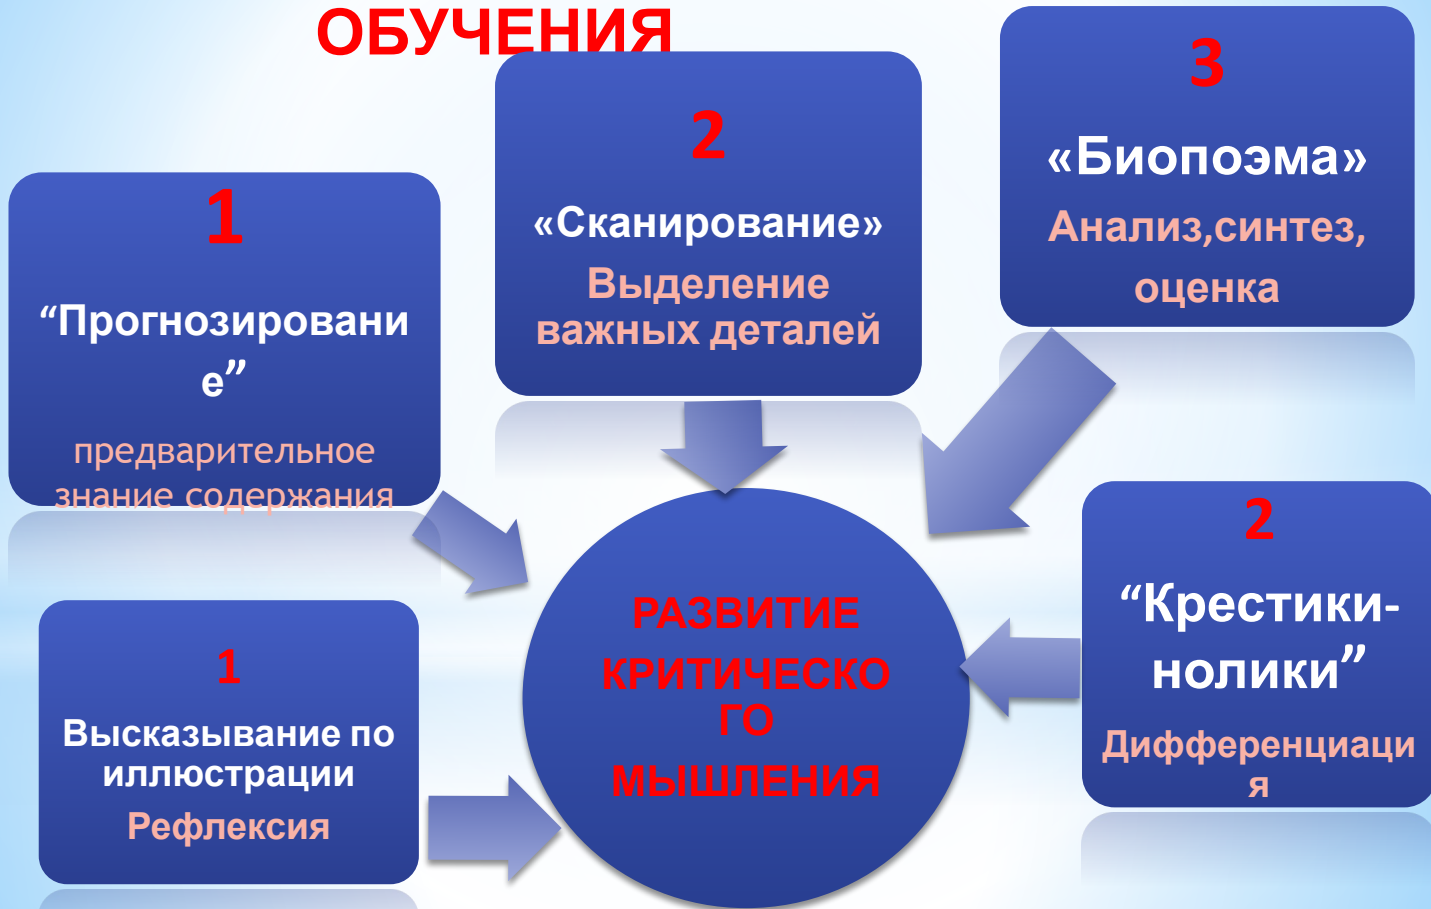 ОБУЧЕНИЯ
1
“Прогнозировани
е”
предварительное
знание содержания
2
«Сканирование»
Выделение
важных деталей
3
«Биопоэма»
Анализ,синтез,
оценка
1
Высказывание по
иллюстрации
Рефлексия
РАЗВИТИЕ
КРИТИЧЕСКО
ГО
МЫШЛЕНИЯ
2
“Крестики-
нолики”
Дифференциаци
я